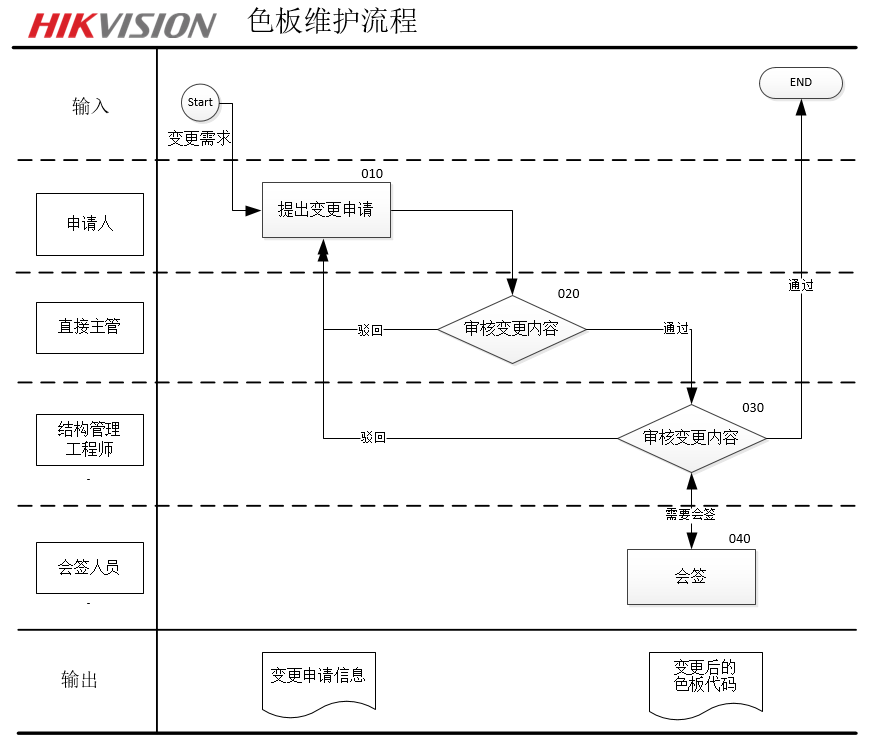 HIKVISION 色板维护流程
输入
Start
END
变更需求
010
申请人
提出变更申请
通过
020
直接主管
审核变更内容
驳回
通过
030
结构管理
工程师
-
审核变更内容
驳回
需要会签
040
会签人员
-
会签
输出
变更申请信息
变更后的
色板代码